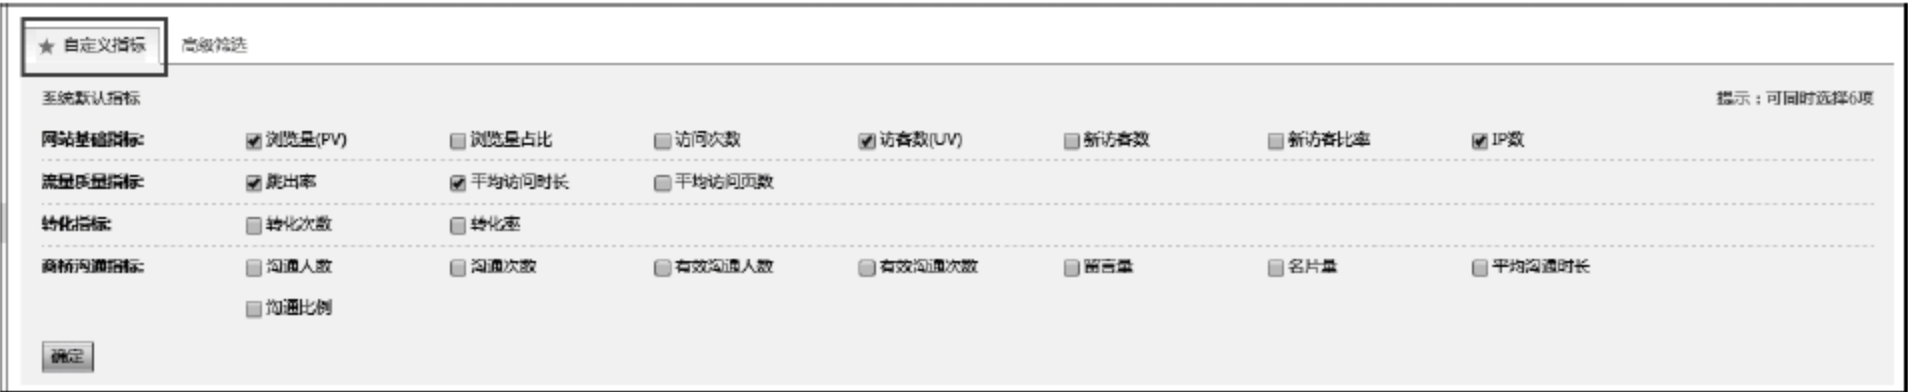 ★ 自定义指标 高级筛选
系统默认指标 提示：可同时选择6项
网站基础指标: 浏览量(PV) 浏览量占比 访问次数 访客数(UV) 新访客数 新访客比率 IP数
流量质量指标: 跳出率 平均访问时长 平均访问页数
转化指标: 转化次数 转化率
商桥沟通指标: 沟通人数 沟通次数 有效沟通人数 有效沟通次数 留言量 名片量 平均沟通时长
沟通比例
确定